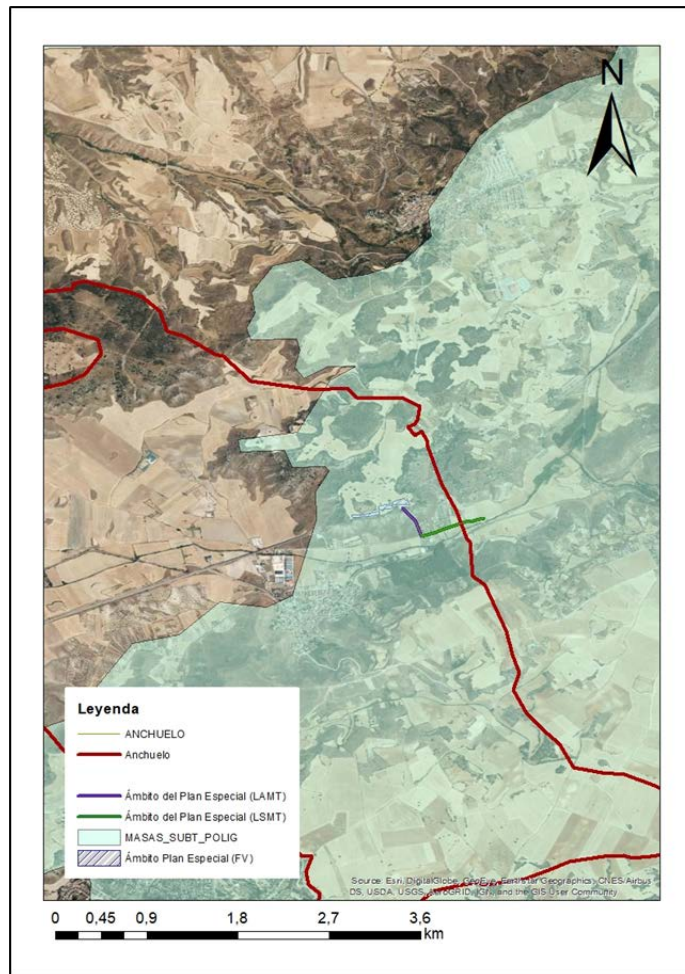 N
Leyenda
ANCHUELO
Anchuelo
Ámbito del Plan Especial (LAMT)
Ámbito del Plan Especial (LSMT)
MASAS_SUBT_POLIG
Ámbito Plan Especial (FV)
Source: Esri, DigitalGlobe, GeoEye, Earthstar Geographics, CNES/Airbus
DS, USDA, USGS, AeroGRID, IGN, and the GIS User Community
0 0,45 0,9 1,8 2,7 3,6
km